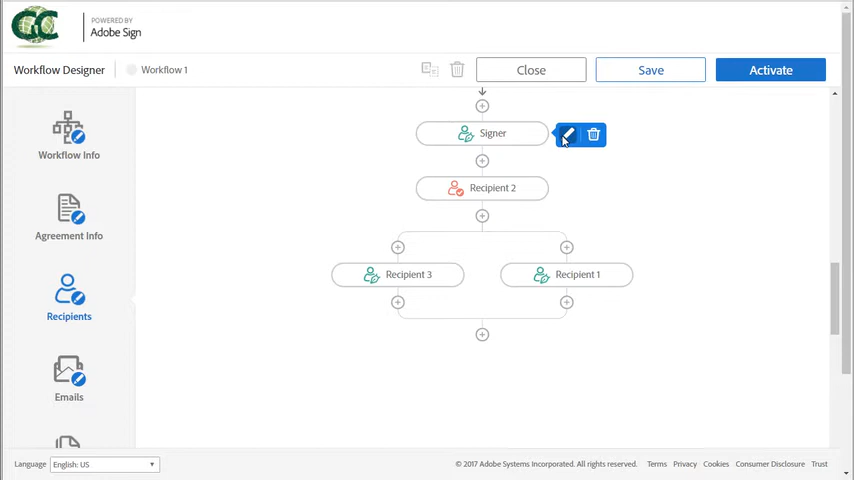 GC
POWERED BY
Adobe Sign
Workflow Designer
Workflow 1
Close
Save
Activate
Workflow Info
Agreement Info
Recipients
Emails
Signer
Recipient 2
Recipient 3
Recipient 1
Language
English: US
© 2017 Adobe Systems Incorporated. All rights reserved.
Terms
Privacy
Cookies
Consumer Disclosure
Trust